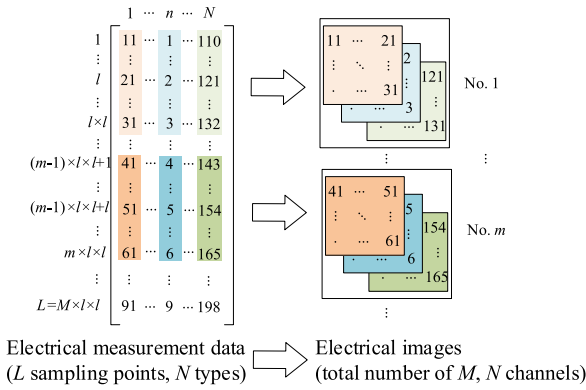 1 ··· n ··· N
1 11 ··· 1 ··· 110
⋮ ⋮ ⋮ ⋮
l 21 ··· 2 ··· 121
⋮ ⋮ ⋮ ⋮
l×l 31 ··· 3 ··· 132
(m-1)×l×l+1 41 ··· 4 ··· 143
⋮ ⋮ ⋮ ⋮
(m-1)×l×l+l 51 ··· 5 ··· 154
⋮ ⋮ ⋮ ⋮
m×l×l 61 ··· 6 ··· 165
⋮ ⋮ ⋮ ⋮
L=M×l×l 91 ··· 9 ··· 198
11 ··· 21
⋮ ⋱ ⋮
· ··· 31
2
⋮
· ··· 3
121
⋮
· ··· 131
No. 1
⋮ ⋮
41 ··· 51
⋮ ⋱ ⋮
· ··· 61
5
⋮
· ··· 6
154
⋮
· ··· 165
No. m
⋮
Electrical measurement data
(L sampling points, N types)
Electrical images
(total number of M, N channels)